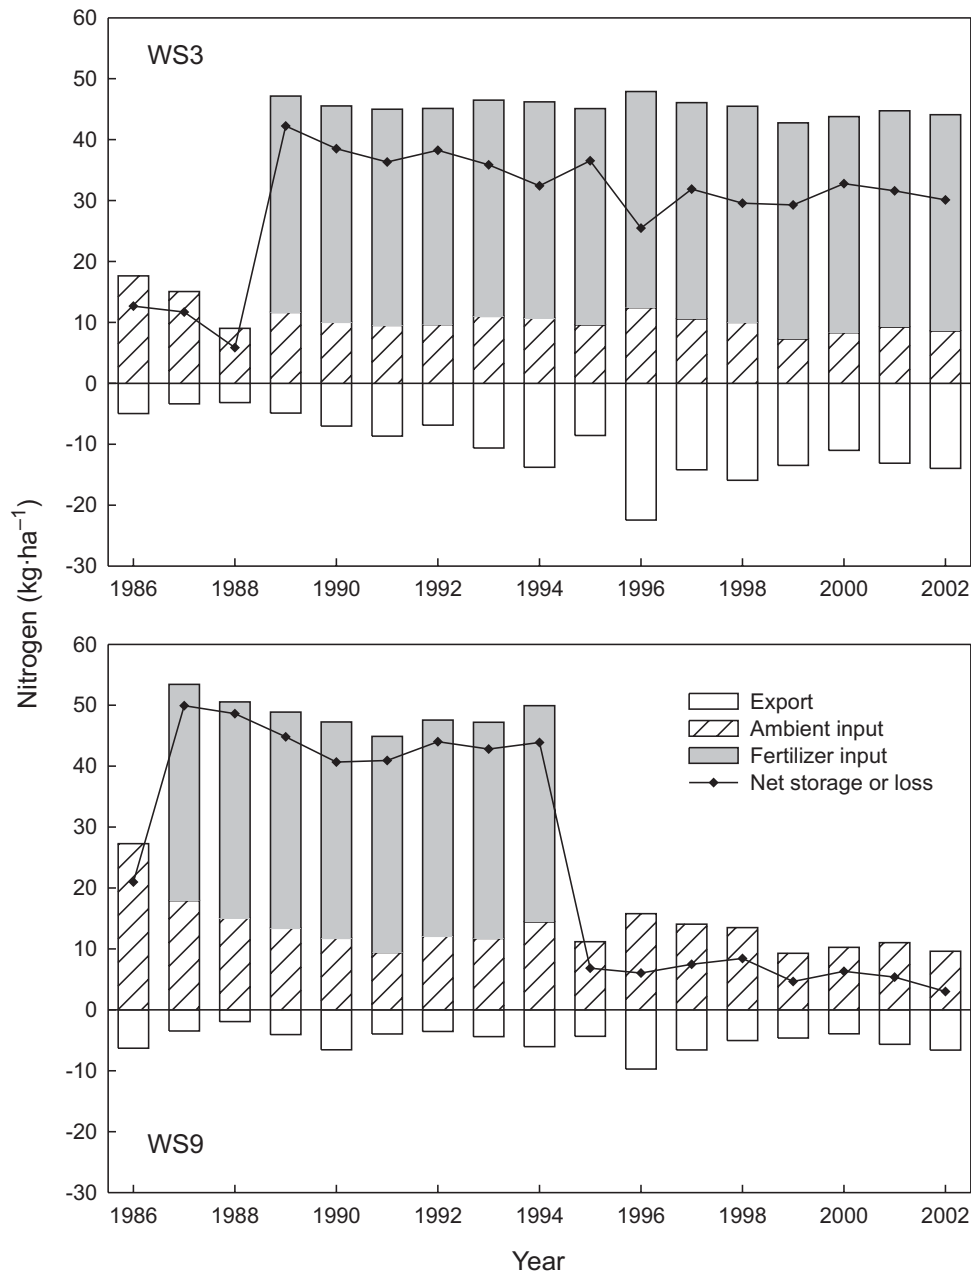 WS3
60
50
40
30
20
10
0
-10
-20
-30
1986 1988 1990 1992 1994 1996 1998 2000 2002
Nitrogen (kg·ha⁻¹)
60
50
40
30
20
10
0
-10
-20
-30
Export
Ambient input
Fertilizer input
Net storage or loss
WS9
1986 1988 1990 1992 1994 1996 1998 2000 2002
Year